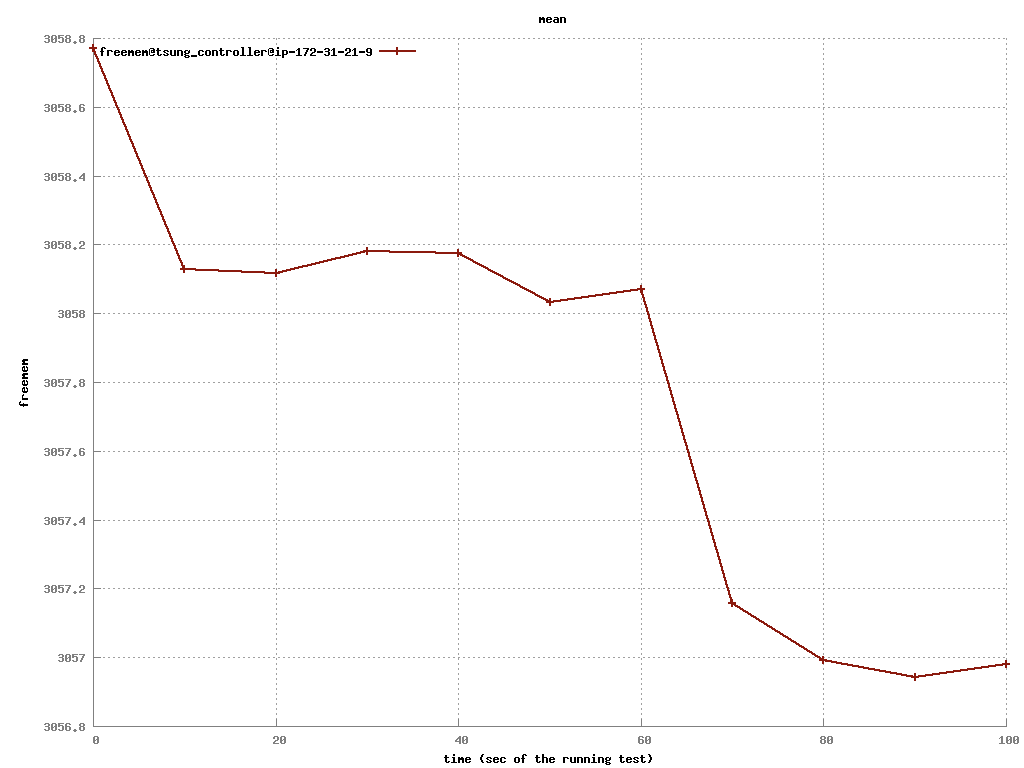 mean
freemem@tsung_controller@ip-172-31-21-9
3058.8
3058.6
3058.4
3058.2
3058
3057.8
3057.6
3057.4
3057.2
3057
3056.8
freemem
0 20 40 60 80 100
time (sec of the running test)